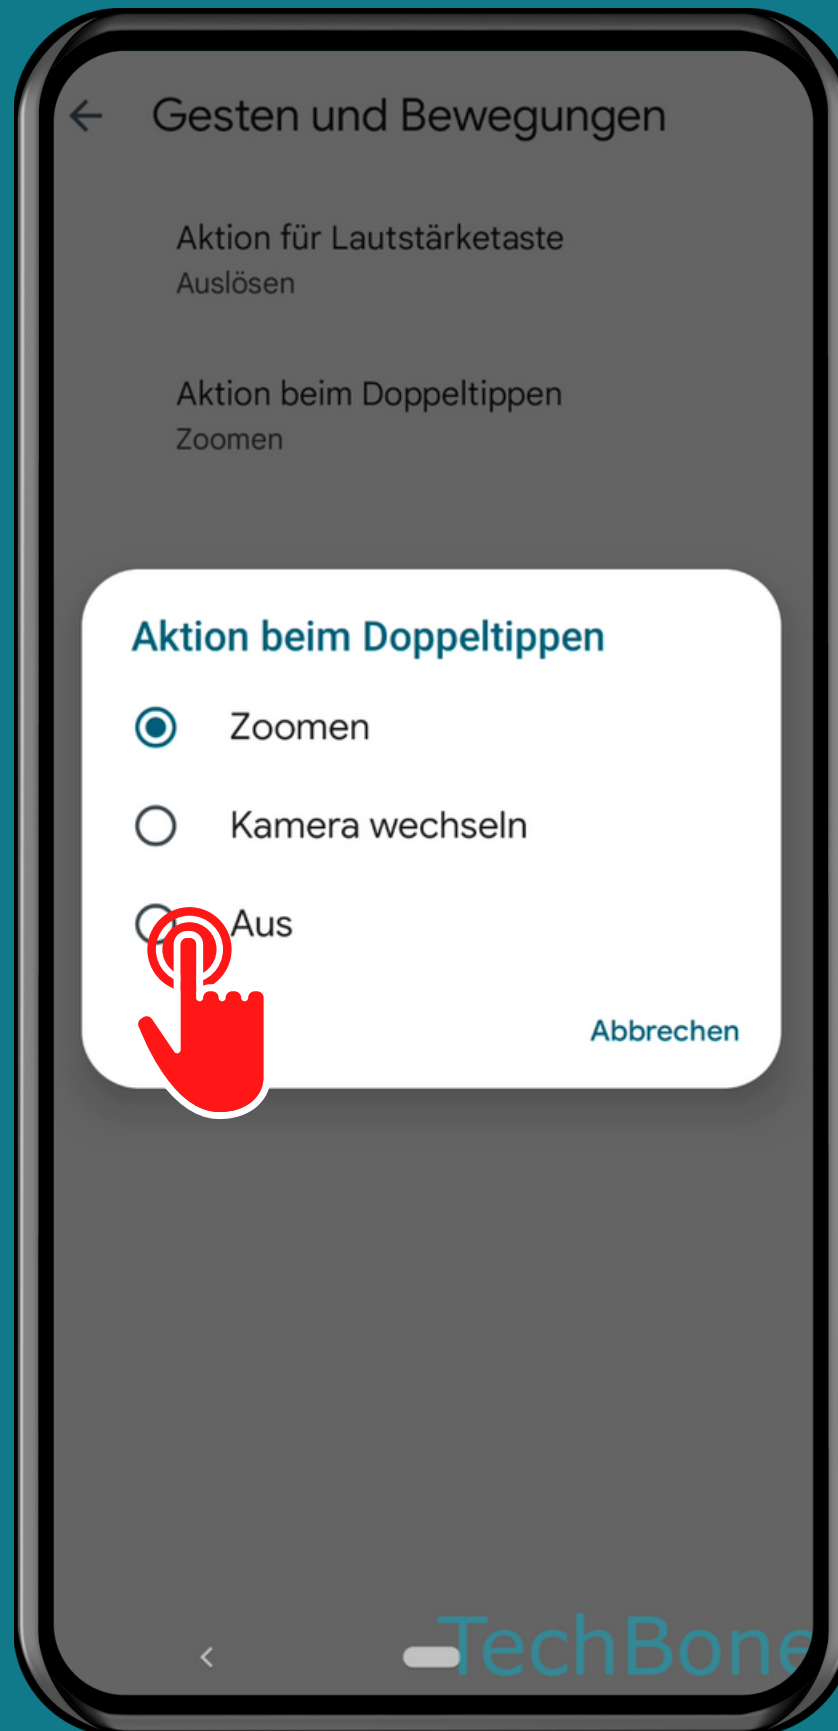 Gesten und Bewegungen
Aktion für Lautstärketaste
Auslösen
Aktion beim Doppeltippen
Zoomen
Aktion beim Doppeltippen
Zoomen
Kamera wechseln
Aus
Abbrechen
TechBone